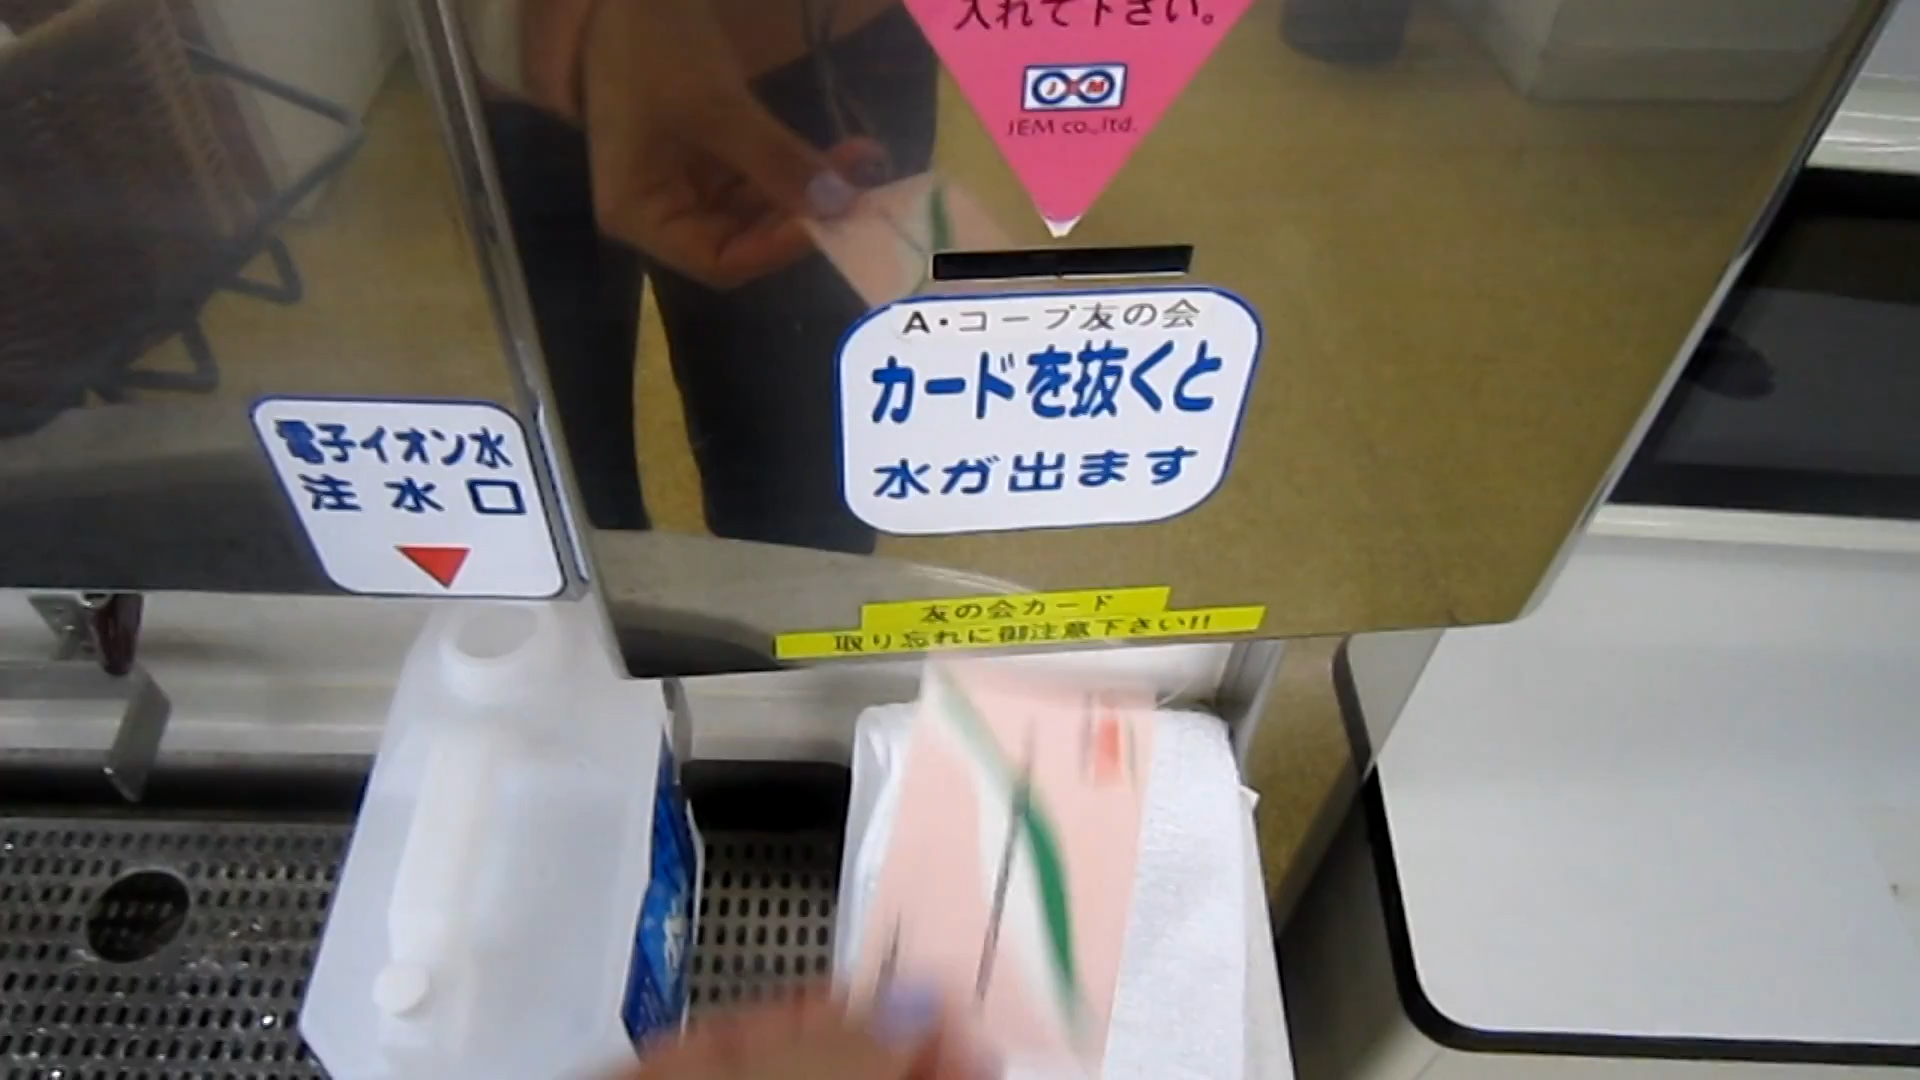 入れて下さい。
J M
JEM co.,ltd.
A・コープ友の会
カードを抜くと
水が出ます
電子イオン水
注水口
友の会カード
取り忘れに御注意下さい!!